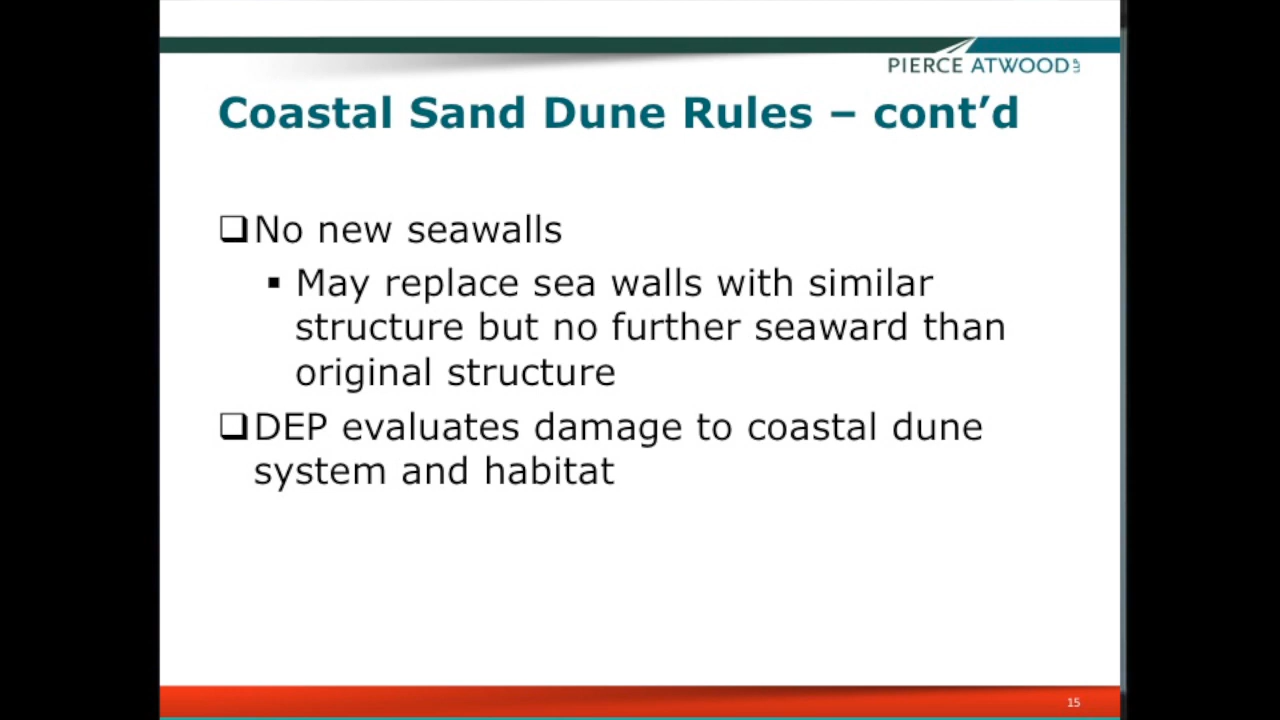 PIERCE ATWOOD LLP
Coastal Sand Dune Rules – cont’d
❑No new seawalls
▪ May replace sea walls with similar
structure but no further seaward than
original structure
❑DEP evaluates damage to coastal dune
system and habitat
15